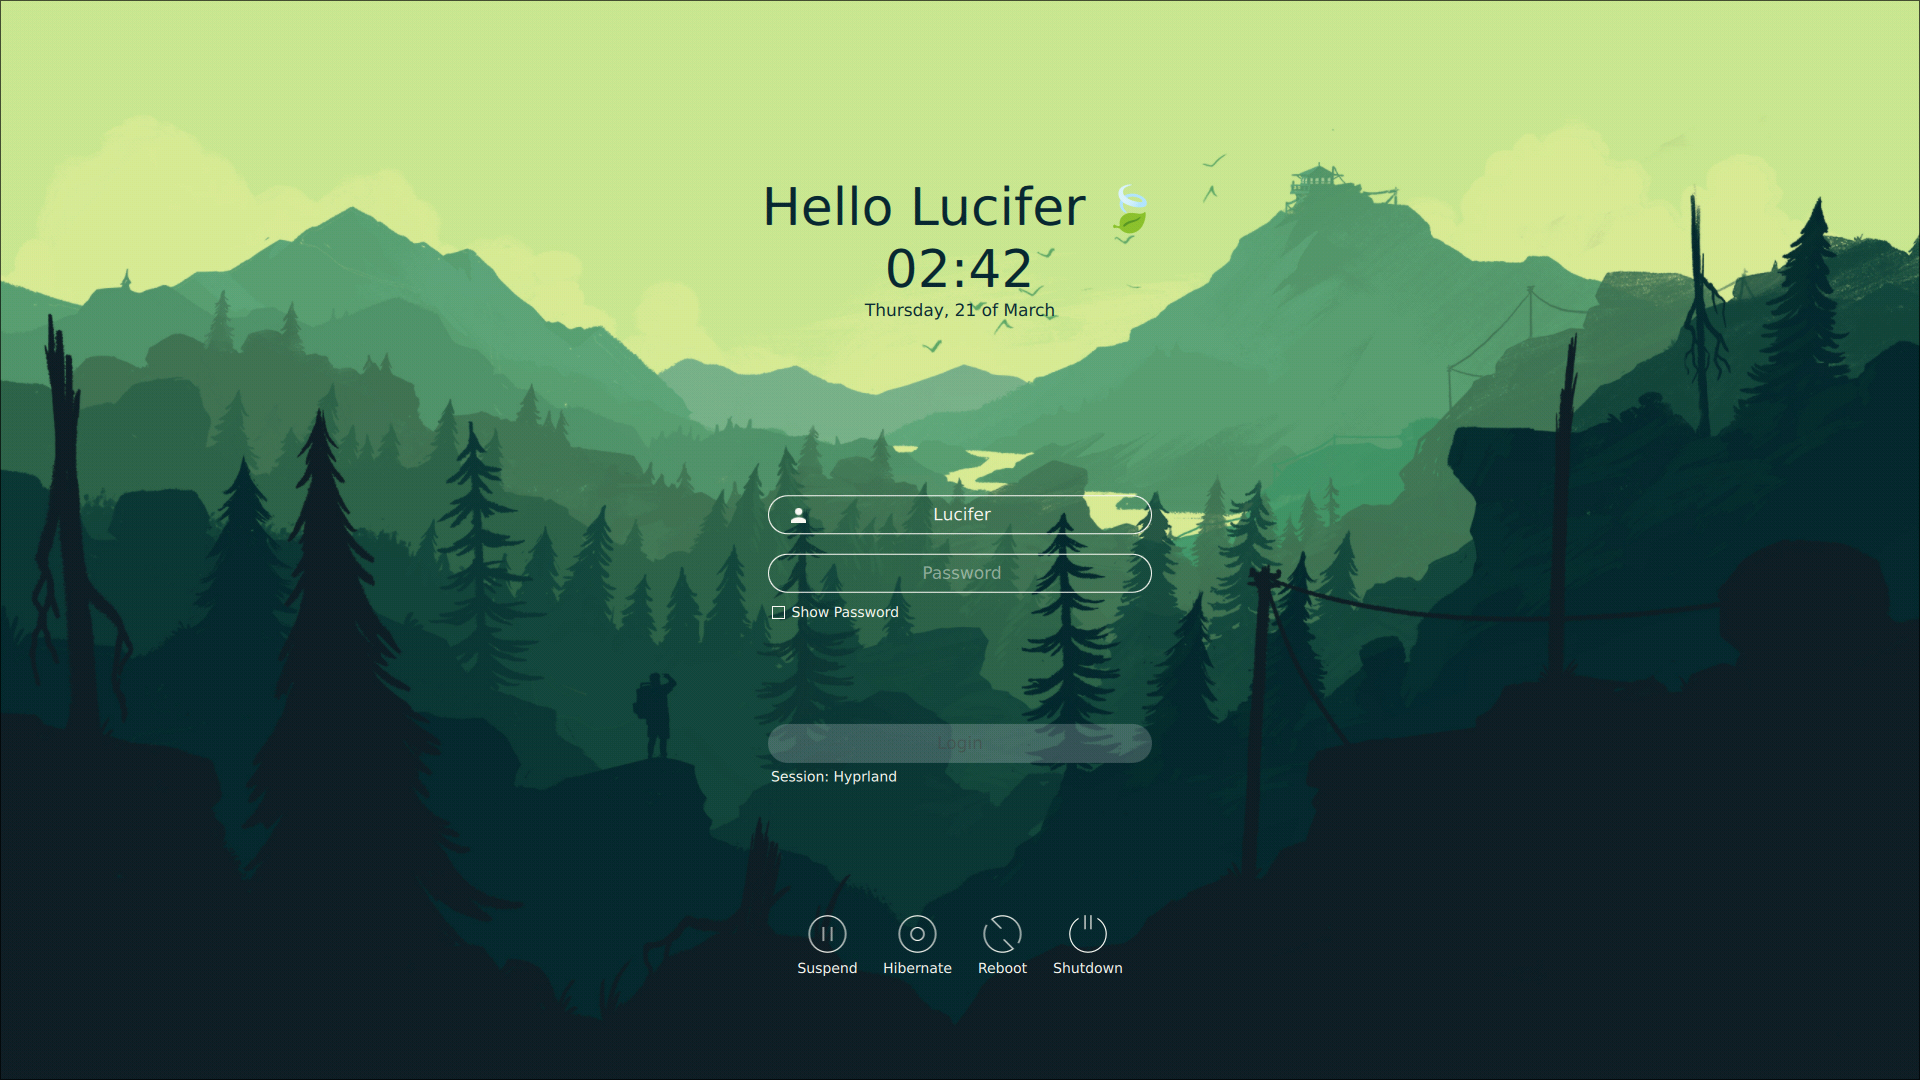 Hello Lucifer 🍃
02:42
Thursday, 21 of March
Lucifer
Password
Show Password
Login
Session: Hyprland
Suspend Hibernate Reboot Shutdown